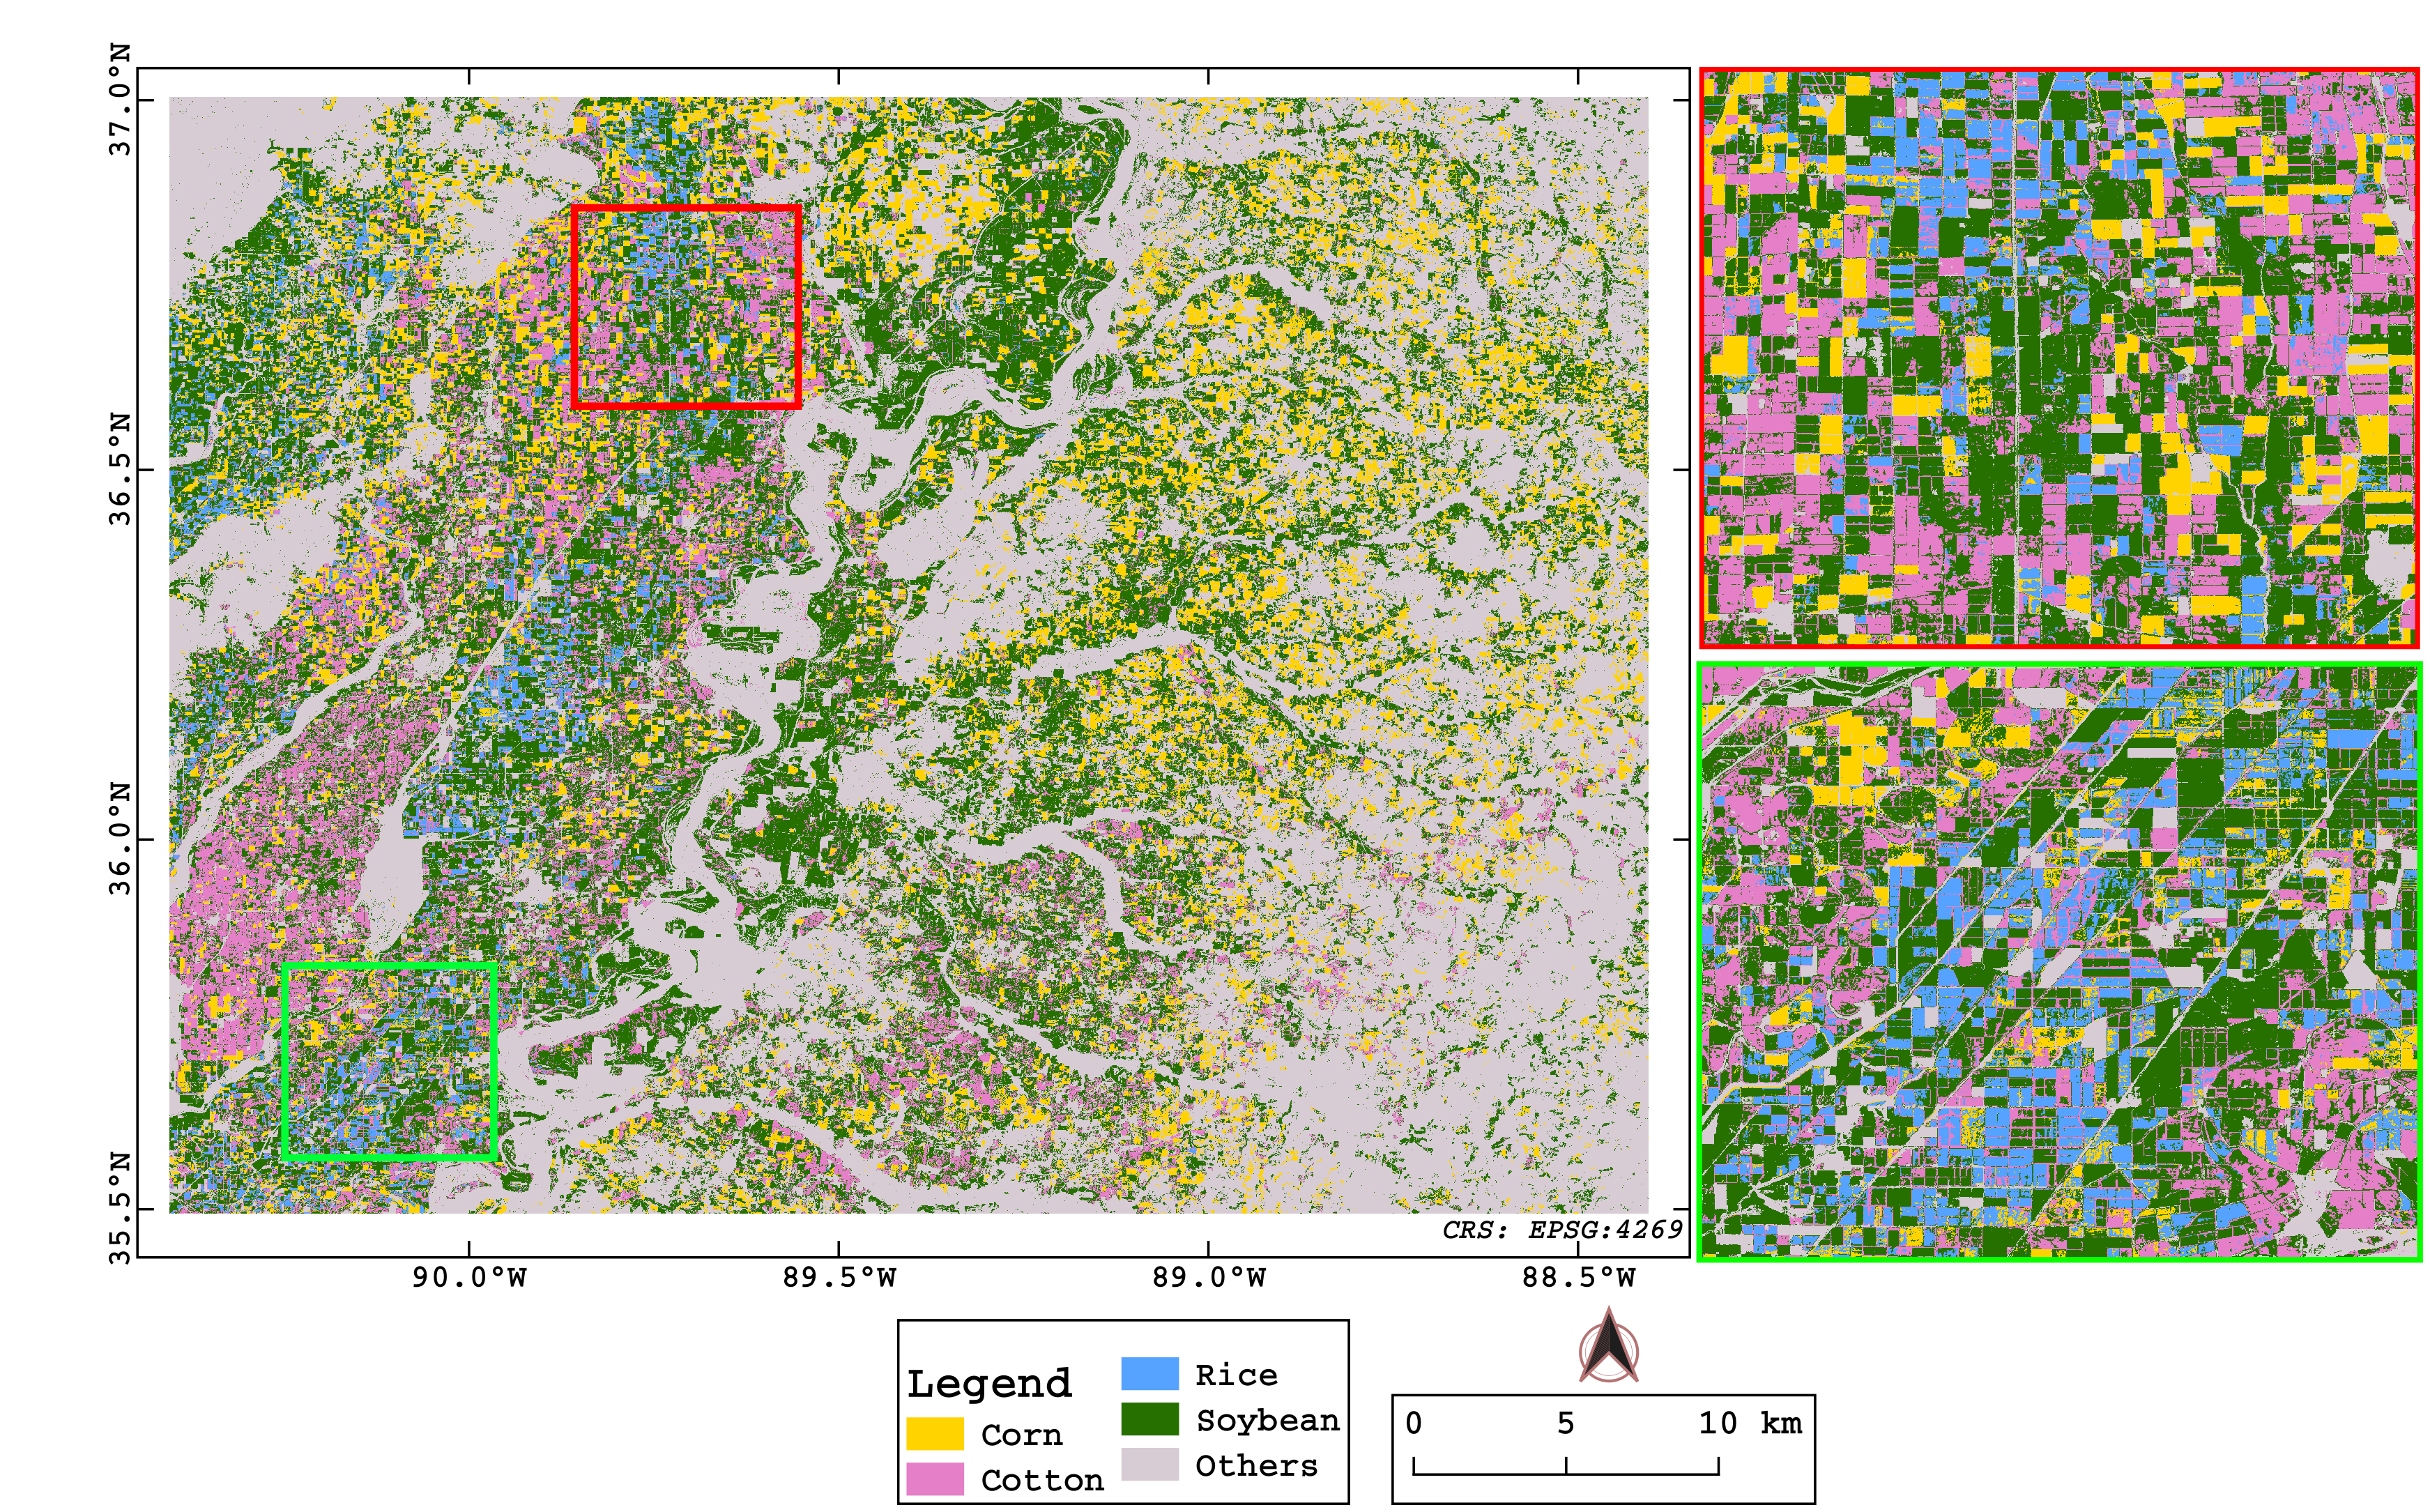 37.0°N
36.5°N
36.0°N
35.5°N
CRS: EPSG:4269
90.0°W 89.5°W 89.0°W 88.5°W
Legend
Corn
Cotton
Rice
Soybean
Others
0 5 10 km